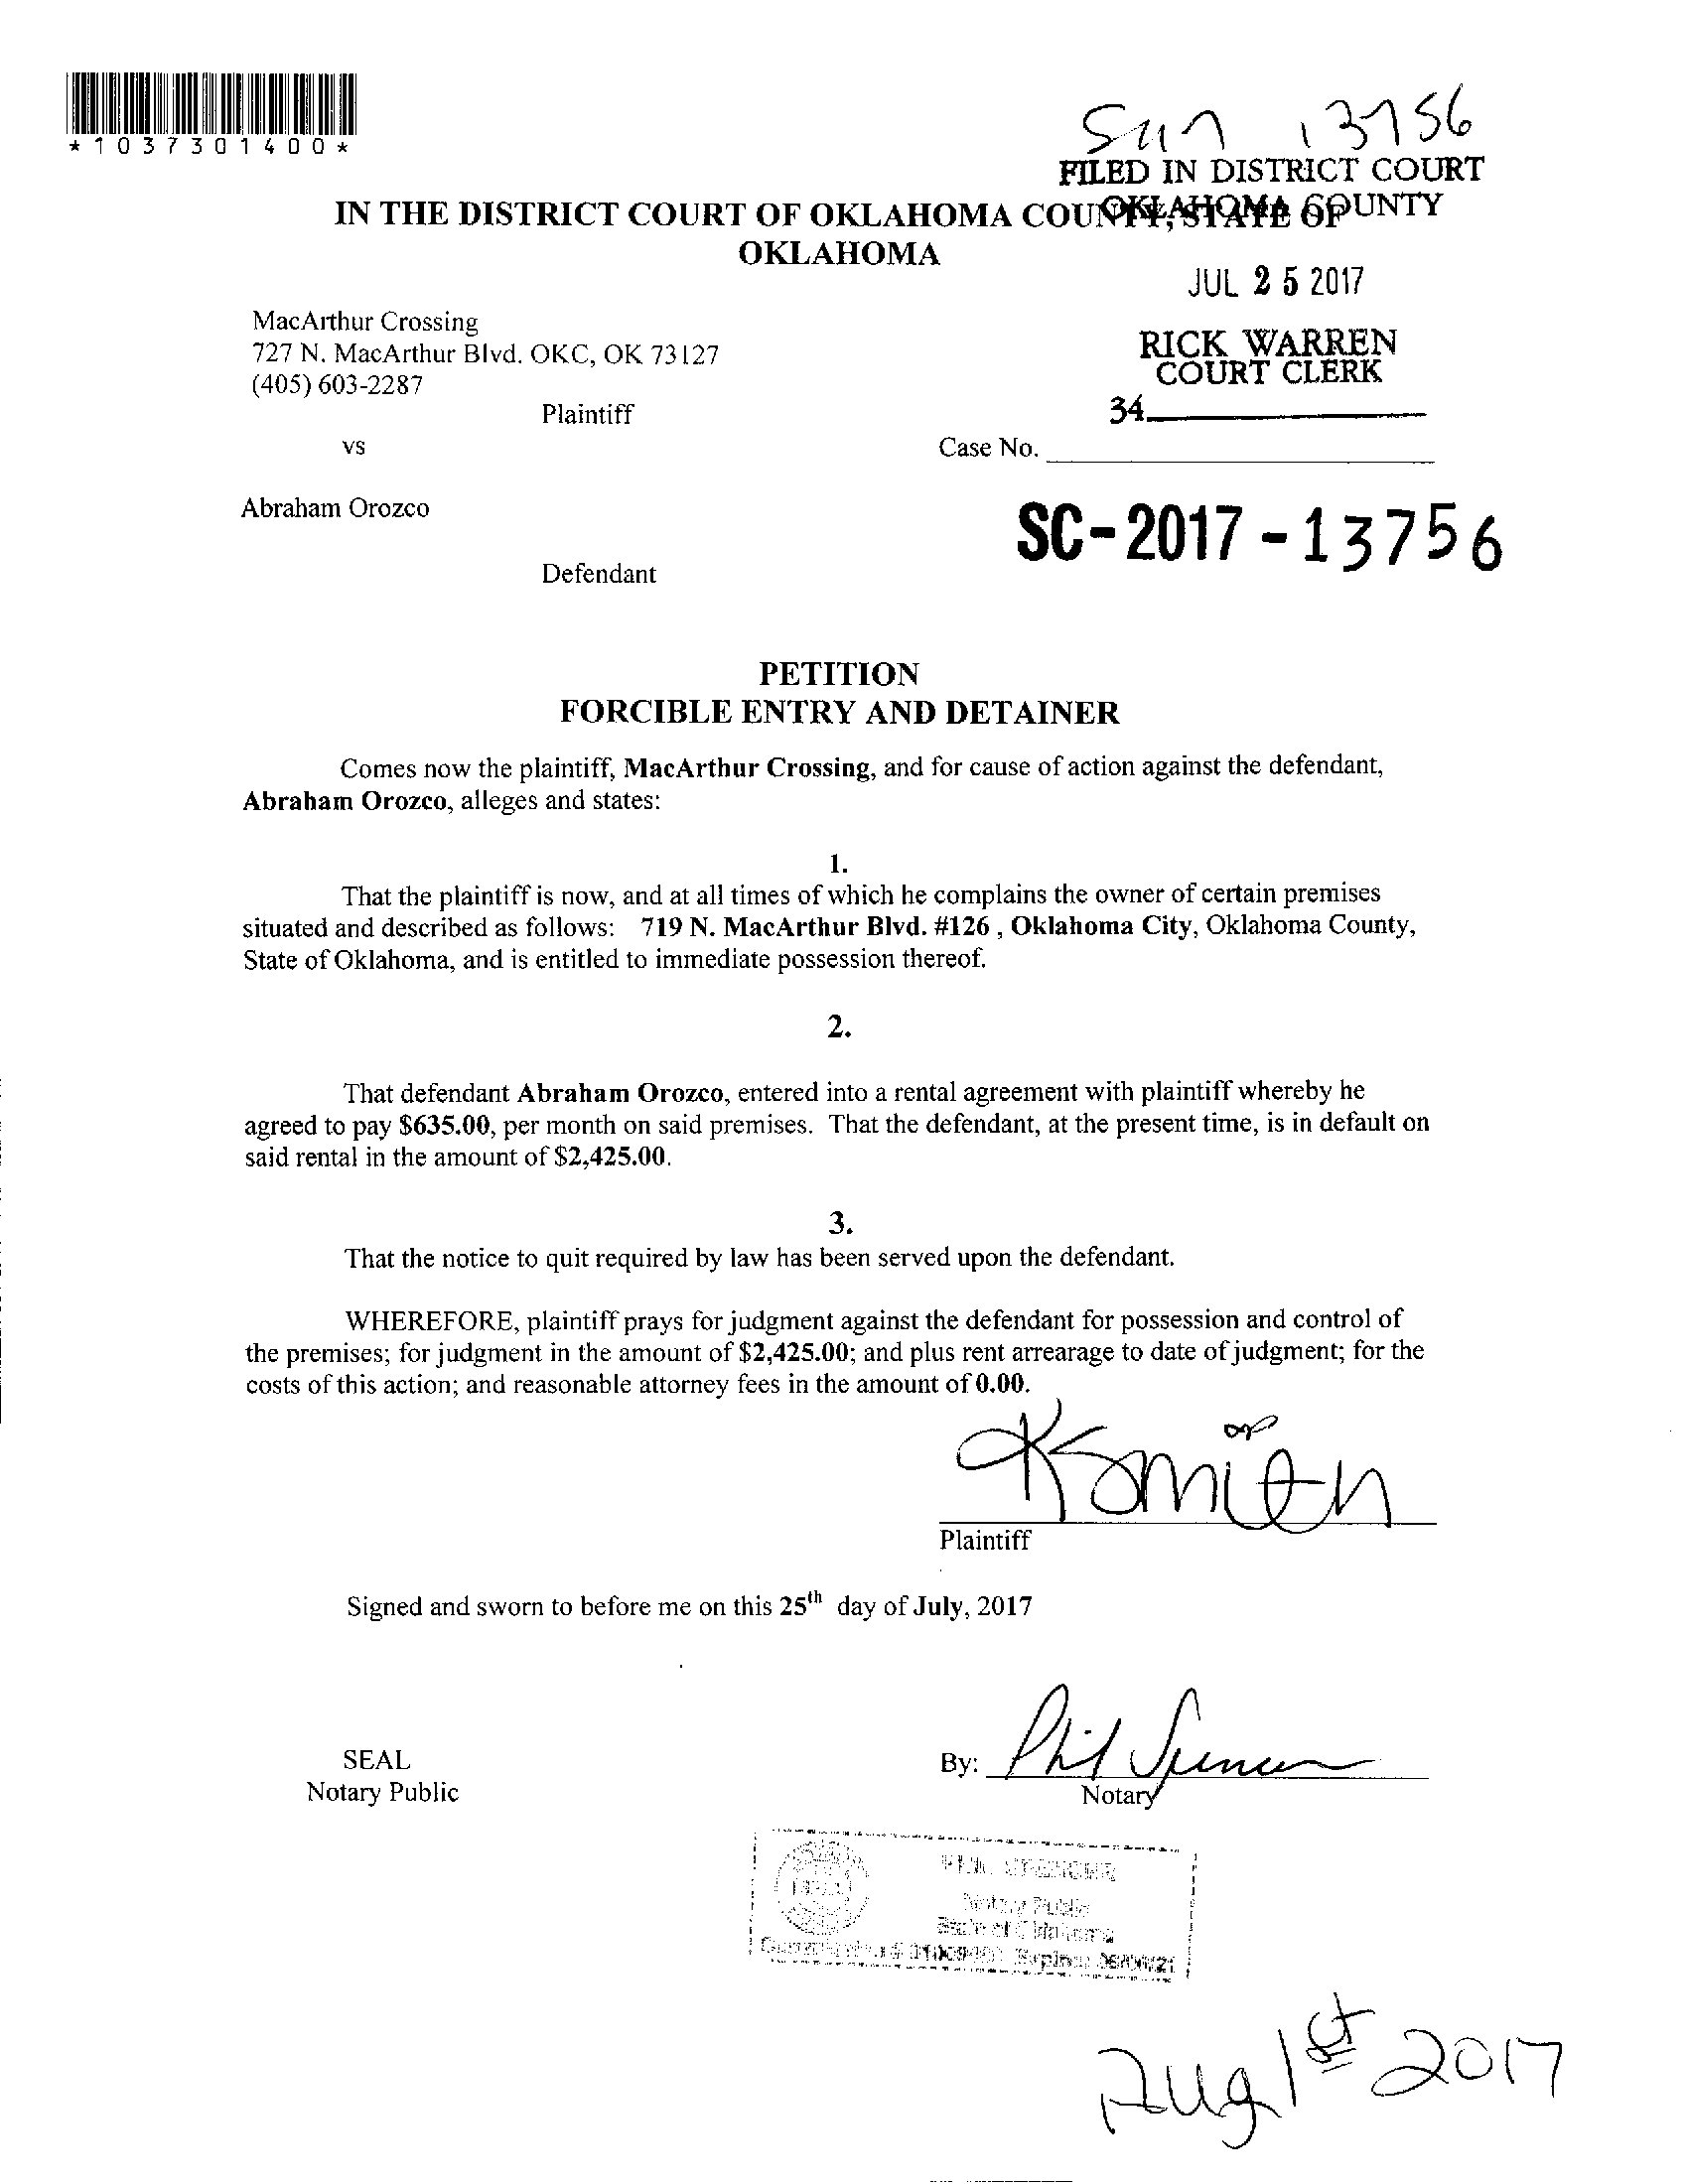 *1037301400*
13756
FILED IN DISTRICT COURT
OKLAHOMA COUNTY
IN THE DISTRICT COURT OF OKLAHOMA COUNTY, STATE OF
OKLAHOMA
JUL 25 2017
MacArthur Crossing
727 N. MacArthur Blvd. OKC, OK 73127
(405) 603-2287
RICK WARREN
COURT CLERK
Plaintiff
34
vs
Case No.
Abraham Orozco
SC-2017-13756
Defendant
PETITION
FORCIBLE ENTRY AND DETAINER
Comes now the plaintiff, MacArthur Crossing, and for cause of action against the defendant,
Abraham Orozco, alleges and states:
1.
That the plaintiff is now, and at all times of which he complains the owner of certain premises
situated and described as follows: 719 N. MacArthur Blvd. #126 , Oklahoma City, Oklahoma County,
State of Oklahoma, and is entitled to immediate possession thereof.
2.
That defendant Abraham Orozco, entered into a rental agreement with plaintiff whereby he
agreed to pay $635.00, per month on said premises. That the defendant, at the present time, is in default on
said rental in the amount of $2,425.00.
3.
That the notice to quit required by law has been served upon the defendant.
WHEREFORE, plaintiff prays for judgment against the defendant for possession and control of
the premises; for judgment in the amount of $2,425.00; and plus rent arrearage to date of judgment; for the
costs of this action; and reasonable attorney fees in the amount of 0.00.
KSmith
Plaintiff
Signed and sworn to before me on this 25th day of July, 2017
SEAL
Notary Public
By: Phil Spencer
Notary
Notary Public
State of Oklahoma
Aug 1st 2017